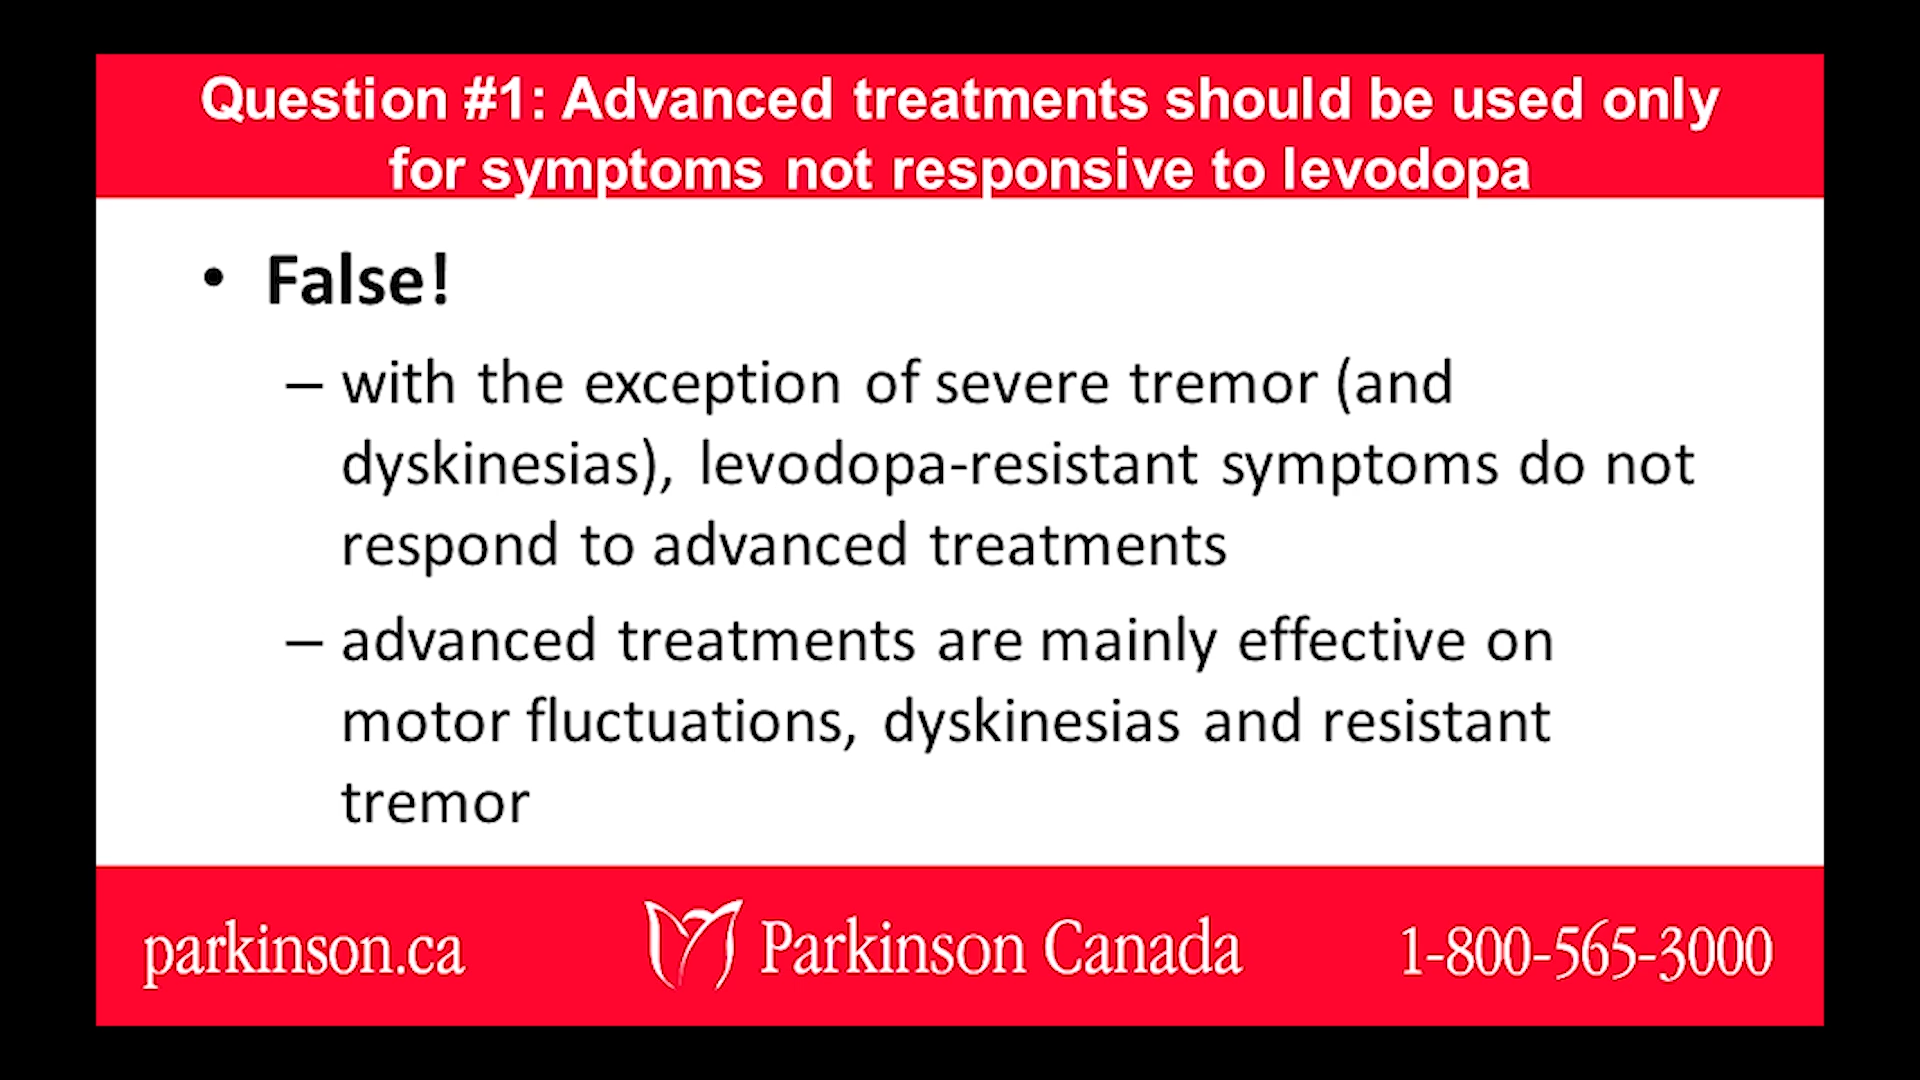 Question #1: Advanced treatments should be used only
for symptoms not responsive to levodopa
• False!
– with the exception of severe tremor (and
dyskinesias), levodopa-resistant symptoms do not
respond to advanced treatments
– advanced treatments are mainly effective on
motor fluctuations, dyskinesias and resistant
tremor
parkinson.ca
Parkinson Canada
1-800-565-3000